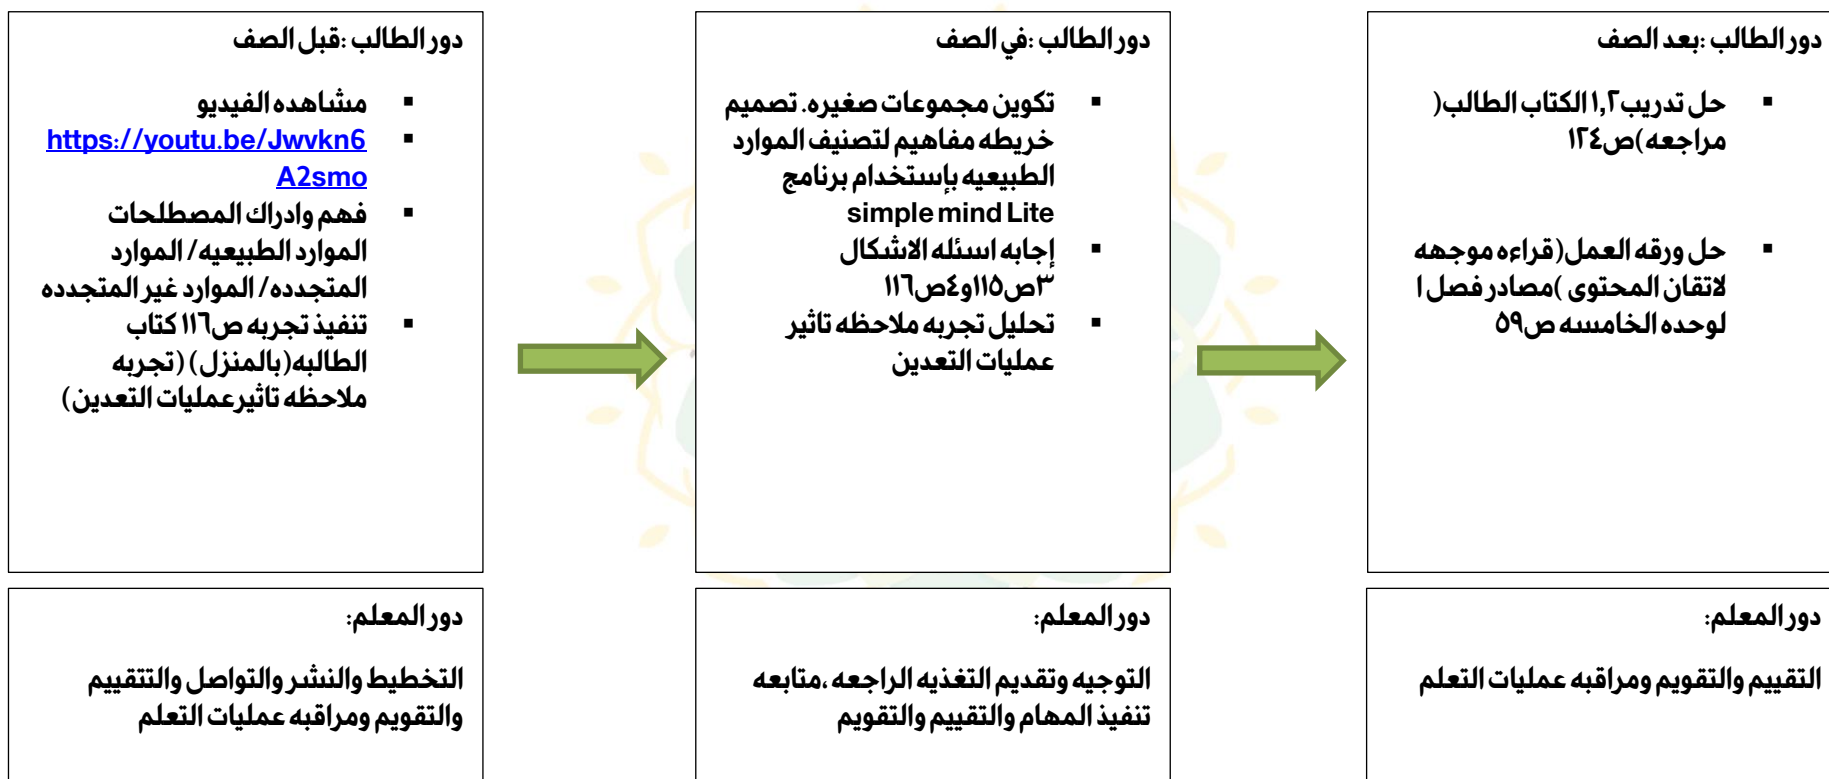 دور الطالب :قبل الصف
▪ مشاهده الفيديو
▪ https://youtu.be/Jwvkn6
A2smo
▪ فهم وادراك المصطلحات
الموارد الطبيعيه/ الموارد
المتجدده/ الموارد غير المتجدده
▪ تنفيذ تجربه ص١١٦ كتاب
الطالبه(بالمنزل) (تجربه
ملاحظه تاثيرعمليات التعدين)
دور الطالب :في الصف
▪ تكوين مجموعات صغيره. تصميم
خريطه مفاهيم لتصنيف الموارد
الطبيعيه بإستخدام برنامج
simple mind Lite
▪ إجابه اسئله الاشكال
٣ص١١٥و٤ص١١٦
▪ تحليل تجربه ملاحظه تاثير
عمليات التعدين
دور الطالب :بعد الصف
▪ حل تدريب١,٢ الكتاب الطالب(
مراجعه)ص١٢٤
▪ حل ورقه العمل(قراءه موجهه
لاتقان المحتوى )مصادر فصل ا
لوحده الخامسه ص٥٩
دور المعلم:
التخطيط والنشر والتواصل والتتقييم
والتقويم ومراقبه عمليات التعلم
دور المعلم:
التوجيه وتقديم التغذيه الراجعه ،متابعه
تنفيذ المهام والتقييم والتقويم
دور المعلم:
التقييم والتقويم ومراقبه عمليات التعلم